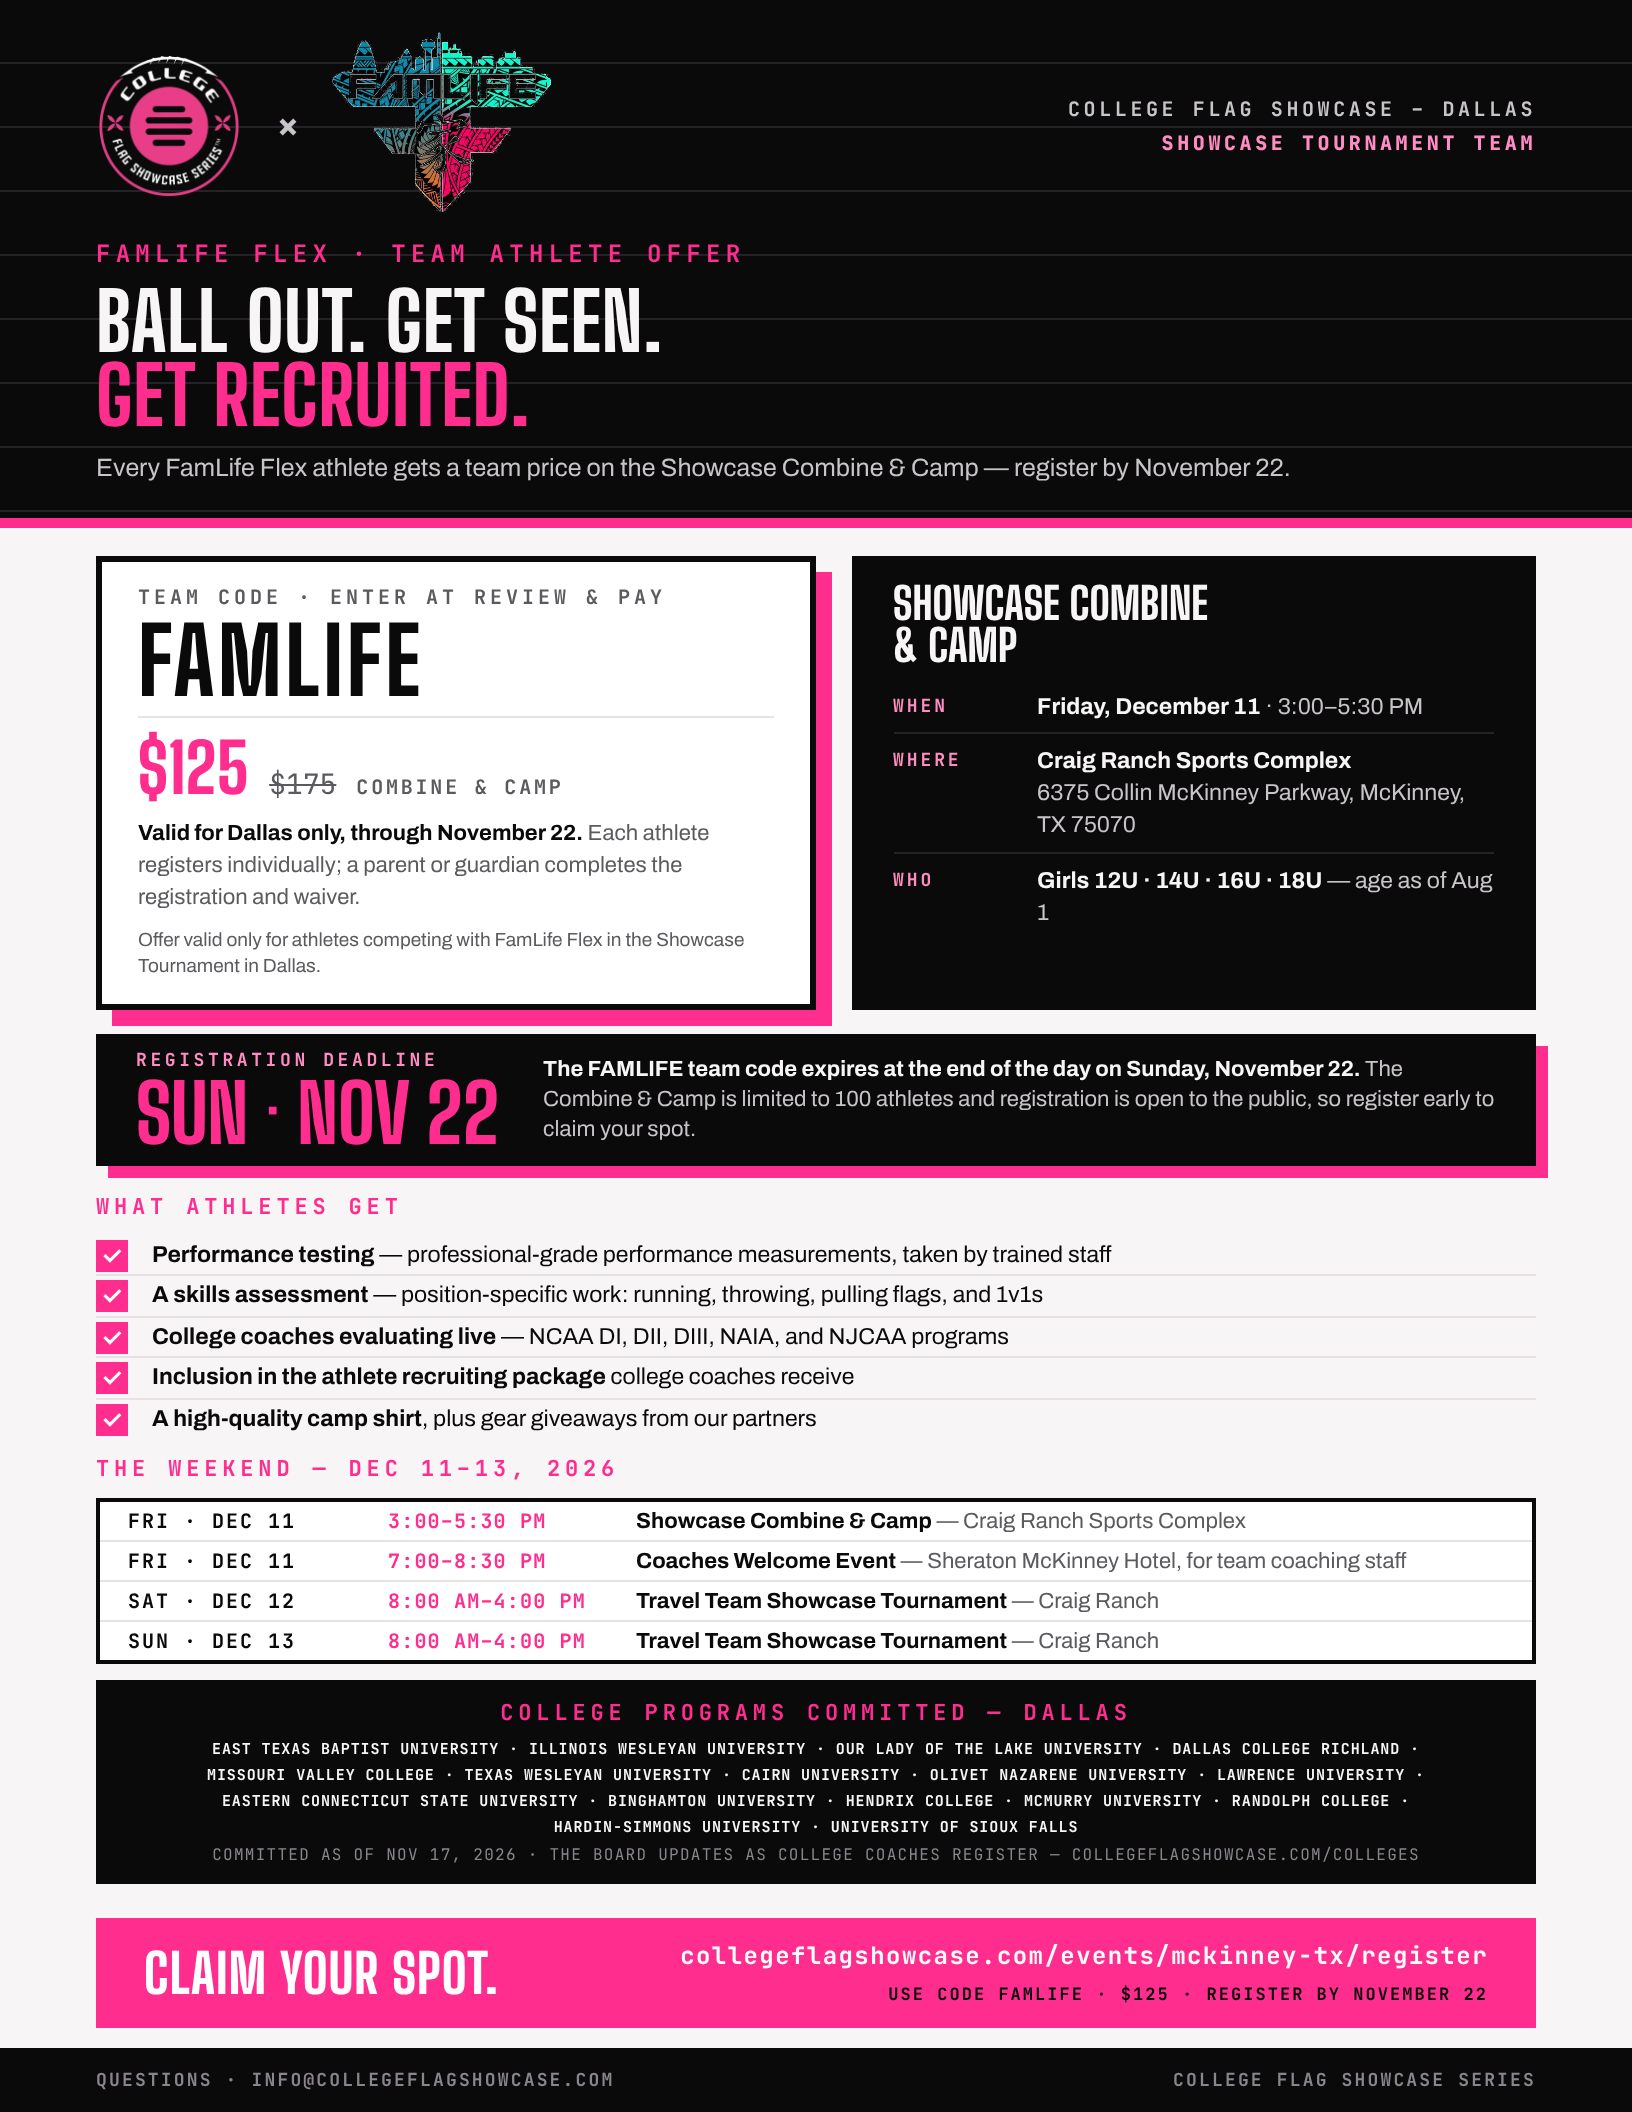 COLLEGE
FLAG SHOWCASE SERIES
×
FAMLIFE
COLLEGE FLAG SHOWCASE – DALLAS
SHOWCASE TOURNAMENT TEAM
FAMLIFE FLEX · TEAM ATHLETE OFFER
BALL OUT. GET SEEN.
GET RECRUITED.
Every FamLife Flex athlete gets a team price on the Showcase Combine & Camp — register by November 22.
TEAM CODE · ENTER AT REVIEW & PAY
FAMLIFE
$125 $175 COMBINE & CAMP
Valid for Dallas only, through November 22. Each athlete
registers individually; a parent or guardian completes the
registration and waiver.
Offer valid only for athletes competing with FamLife Flex in the Showcase
Tournament in Dallas.
SHOWCASE COMBINE
& CAMP
WHEN Friday, December 11 · 3:00–5:30 PM
WHERE Craig Ranch Sports Complex
6375 Collin McKinney Parkway, McKinney,
TX 75070
WHO Girls 12U · 14U · 16U · 18U — age as of Aug
1
REGISTRATION DEADLINE
SUN · NOV 22
The FAMLIFE team code expires at the end of the day on Sunday, November 22. The
Combine & Camp is limited to 100 athletes and registration is open to the public, so register early to
claim your spot.
WHAT ATHLETES GET
Performance testing — professional-grade performance measurements, taken by trained staff
A skills assessment — position-specific work: running, throwing, pulling flags, and 1v1s
College coaches evaluating live — NCAA DI, DII, DIII, NAIA, and NJCAA programs
Inclusion in the athlete recruiting package college coaches receive
A high-quality camp shirt, plus gear giveaways from our partners
THE WEEKEND — DEC 11–13, 2026
FRI · DEC 11 3:00–5:30 PM Showcase Combine & Camp — Craig Ranch Sports Complex
FRI · DEC 11 7:00–8:30 PM Coaches Welcome Event — Sheraton McKinney Hotel, for team coaching staff
SAT · DEC 12 8:00 AM–4:00 PM Travel Team Showcase Tournament — Craig Ranch
SUN · DEC 13 8:00 AM–4:00 PM Travel Team Showcase Tournament — Craig Ranch
COLLEGE PROGRAMS COMMITTED — DALLAS
EAST TEXAS BAPTIST UNIVERSITY · ILLINOIS WESLEYAN UNIVERSITY · OUR LADY OF THE LAKE UNIVERSITY · DALLAS COLLEGE RICHLAND ·
MISSOURI VALLEY COLLEGE · TEXAS WESLEYAN UNIVERSITY · CAIRN UNIVERSITY · OLIVET NAZARENE UNIVERSITY · LAWRENCE UNIVERSITY ·
EASTERN CONNECTICUT STATE UNIVERSITY · BINGHAMTON UNIVERSITY · HENDRIX COLLEGE · MCMURRY UNIVERSITY · RANDOLPH COLLEGE ·
HARDIN-SIMMONS UNIVERSITY · UNIVERSITY OF SIOUX FALLS
COMMITTED AS OF NOV 17, 2026 · THE BOARD UPDATES AS COLLEGE COACHES REGISTER — COLLEGEFLAGSHOWCASE.COM/COLLEGES
CLAIM YOUR SPOT.
collegeflagshowcase.com/events/mckinney-tx/register
USE CODE FAMLIFE · $125 · REGISTER BY NOVEMBER 22
QUESTIONS · INFO@COLLEGEFLAGSHOWCASE.COM
COLLEGE FLAG SHOWCASE SERIES